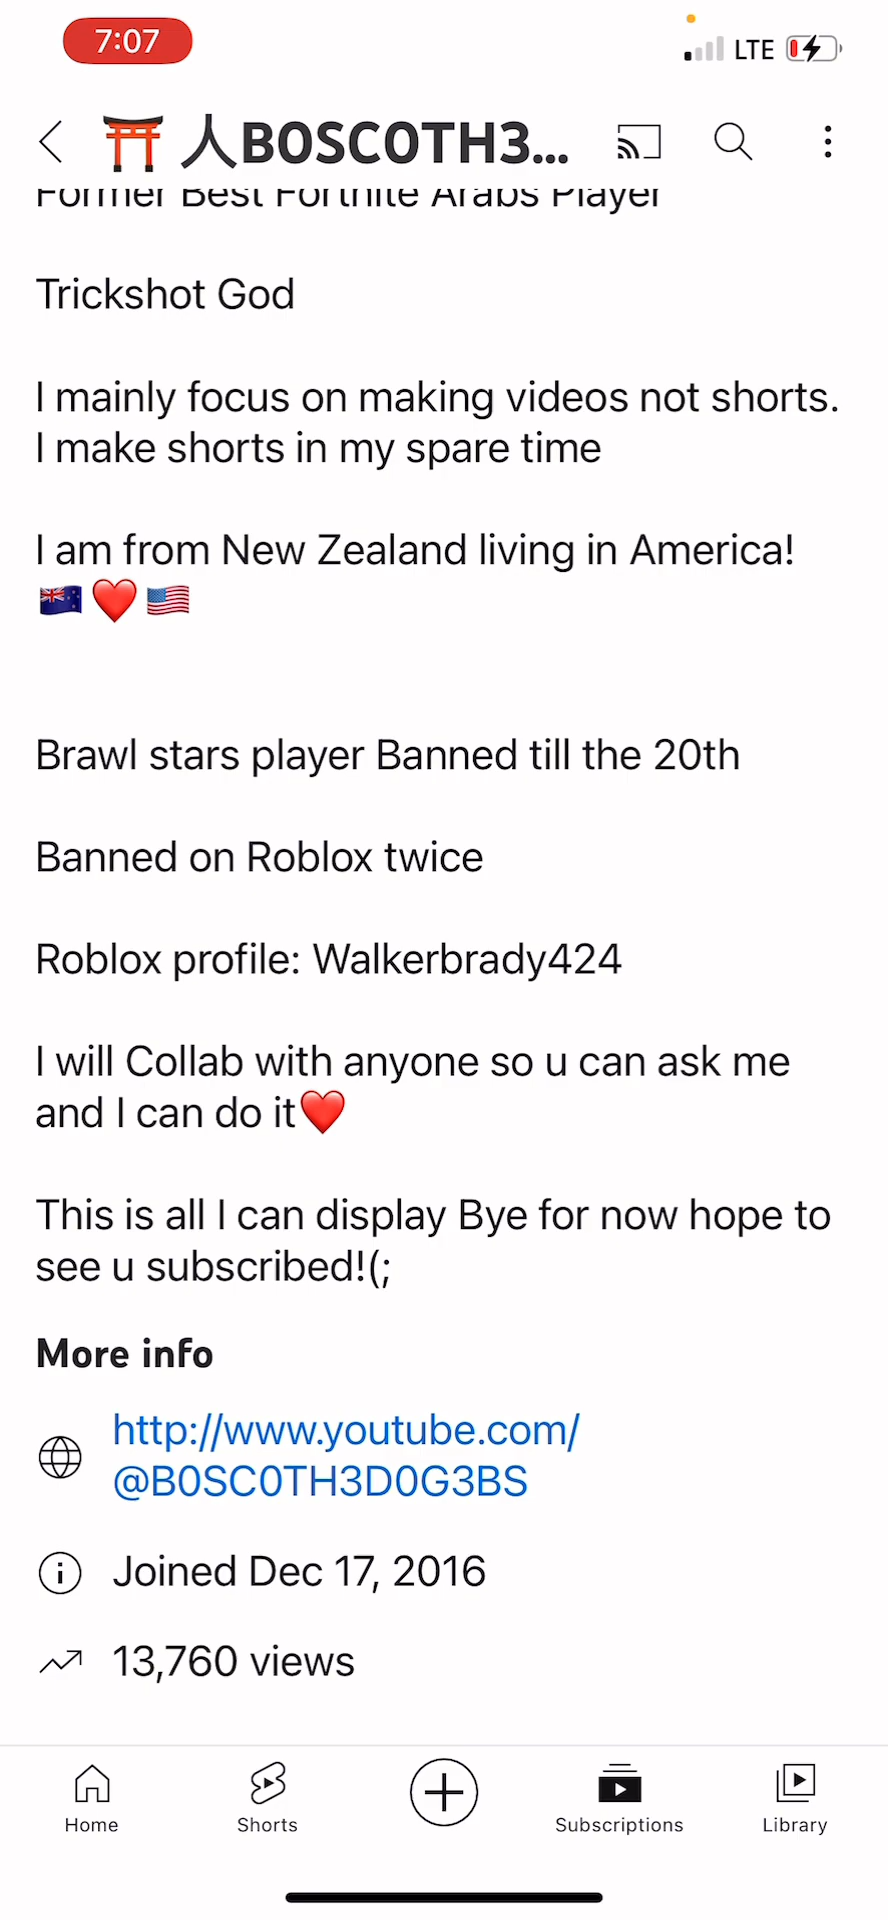 7:07
LTE
⛩️ 人B0SC0TH3...
Former Best Fortnite Arabs Player
Trickshot God
I mainly focus on making videos not shorts.
I make shorts in my spare time
I am from New Zealand living in America!
🇳🇿❤️🇺🇸
Brawl stars player Banned till the 20th
Banned on Roblox twice
Roblox profile: Walkerbrady424
I will Collab with anyone so u can ask me
and I can do it❤️
This is all I can display Bye for now hope to
see u subscribed!(;
More info
http://www.youtube.com/
@B0SC0TH3D0G3BS
Joined Dec 17, 2016
13,760 views
Home
Shorts
Subscriptions
Library